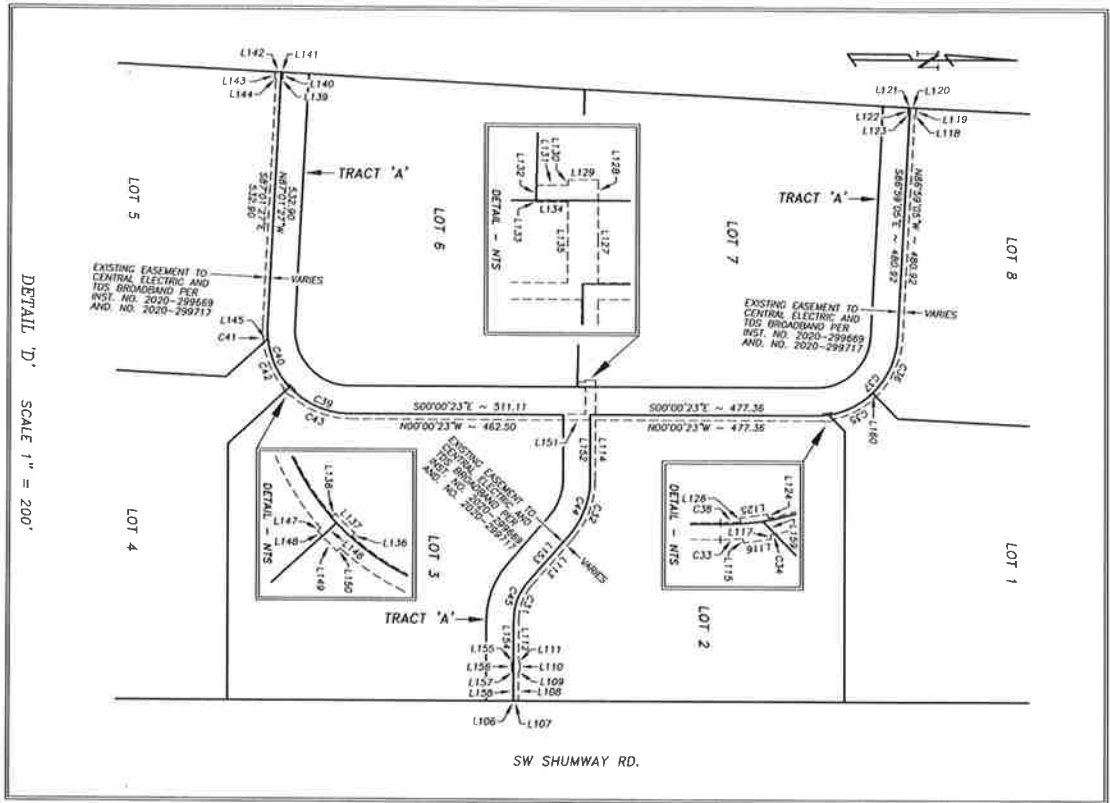 L142
L141
L143
L140
L144
L139
L121
L120
L122
L119
L123
L118
TRACT 'A'
TRACT 'A'
LOT 5
LOT 6
LOT 7
LOT 8
532.90
N87°01'27"W
S87°01'27"E
532.90
S86°59'05"E ~ 480.92
N86°59'05"W ~ 480.92
L132
L131
L130
L129
L128
L133
L134
L135
L127
DETAIL - NTS
EXISTING EASEMENT TO
CENTRAL ELECTRIC AND
TDS BROADBAND PER
INST. NO. 2020-299669
AND. NO. 2020-299717
VARIES
EXISTING EASEMENT TO
CENTRAL ELECTRIC AND
TDS BROADBAND PER
INST. NO. 2020-299669
AND. NO. 2020-299717
VARIES
L145
C41
C40
C42
C39
C43
C36
C37
C35
L160
S00°00'23"E ~ 511.11
N00°00'23"W ~ 462.50
S00°00'23"E ~ 477.36
N00°00'23"W ~ 477.36
L151
L152
L114
EXISTING EASEMENT TO
CENTRAL ELECTRIC AND
TDS BROADBAND PER
INST. NO. 2020-299669
AND. NO. 2020-299717
C44
C32
VARIES
L153
L113
C45
C31
L138
L137
L136
L147
L148
L146
L149
L150
DETAIL - NTS
L126
C38
L125
L124
L159
L117
L116
C33
L115
C34
DETAIL - NTS
LOT 4
LOT 3
LOT 2
LOT 1
TRACT 'A'
L154
L112
L155
L111
L156
L110
L157
L109
L158
L108
L106
L107
SW SHUMWAY RD.
DETAIL 'D' SCALE 1" = 200'